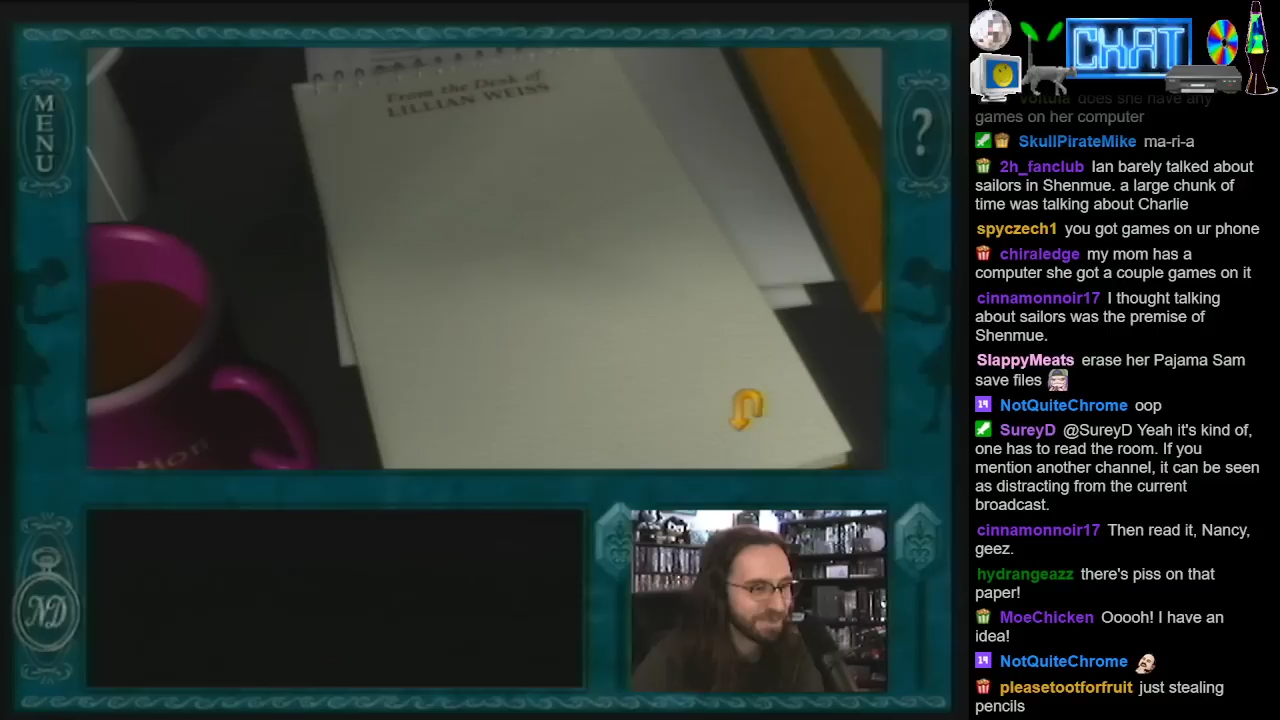 From the Desk of
LILLIAN WEISS
MENU
?
ND
CHAT
does she have any
games on her computer
SkullPirateMike ma-ri-a
2h_fanclub Ian barely talked about
sailors in Shenmue. a large chunk of
time was talking about Charlie
spyczech1 you got games on ur phone
chiraledge my mom has a
computer she got a couple games on it
cinnamonnoir17 I thought talking
about sailors was the premise of
Shenmue.
SlappyMeats erase her Pajama Sam
save files
19 NotQuiteChrome oop
SureyD @SureyD Yeah it's kind of,
one has to read the room. If you
mention another channel, it can be seen
as distracting from the current
broadcast.
cinnamonnoir17 Then read it, Nancy,
geez.
hydrangeazz there's piss on that
paper!
MoeChicken Ooooh! I have an
idea!
19 NotQuiteChrome
pleasetootforfruit just stealing
pencils